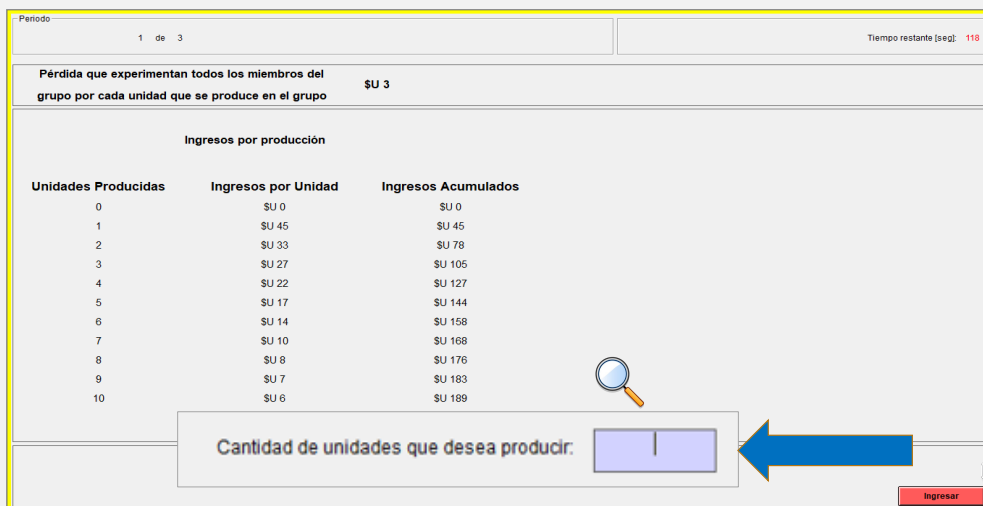 Periodo
1 de 3
Tiempo restante [seg]: 118
Pérdida que experimentan todos los miembros del
grupo por cada unidad que se produce en el grupo
$U 3
Ingresos por producción
Unidades Producidas Ingresos por Unidad Ingresos Acumulados
0 $U 0 $U 0
1 $U 45 $U 45
2 $U 33 $U 78
3 $U 27 $U 105
4 $U 22 $U 127
5 $U 17 $U 144
6 $U 14 $U 158
7 $U 10 $U 168
8 $U 8 $U 176
9 $U 7 $U 183
10 $U 6 $U 189
Cantidad de unidades que desea producir:
Ingresar